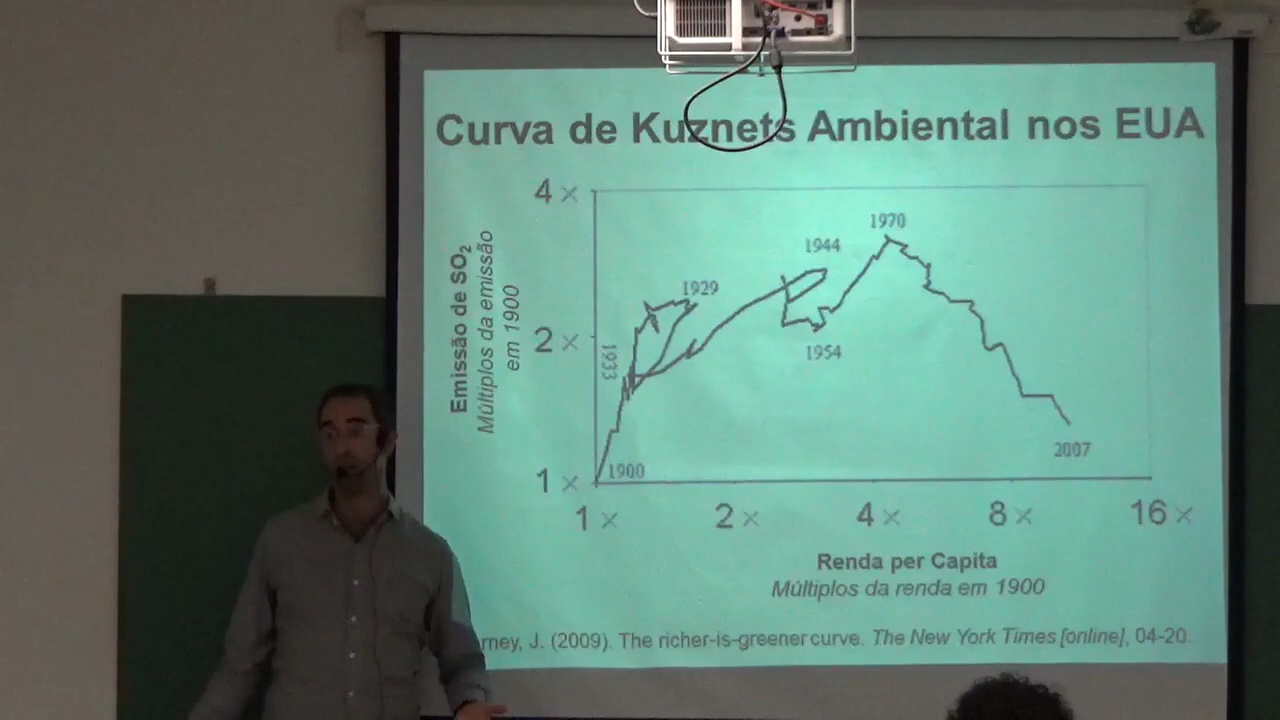 Curva de Kuznets Ambiental nos EUA
Emissão de SO₂
Múltiplos da emissão
em 1900
4 ×
2 ×
1 ×
1970
1944
1929
1954
1933
1900
2007
1 ×
2 ×
4 ×
8 ×
16 ×
Renda per Capita
Múltiplos da renda em 1900
rney, J. (2009). The richer-is-greener curve. The New York Times [online], 04-20.